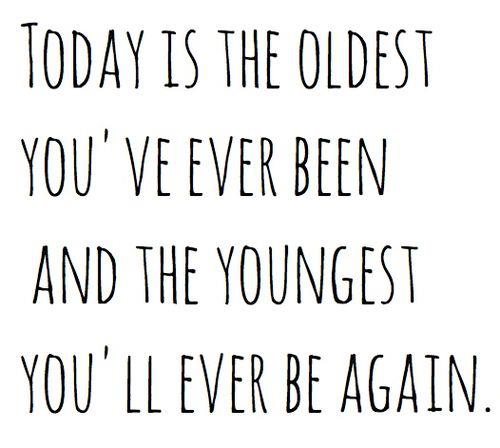 Today is the oldest
you've ever been
and the youngest
you'll ever be again.